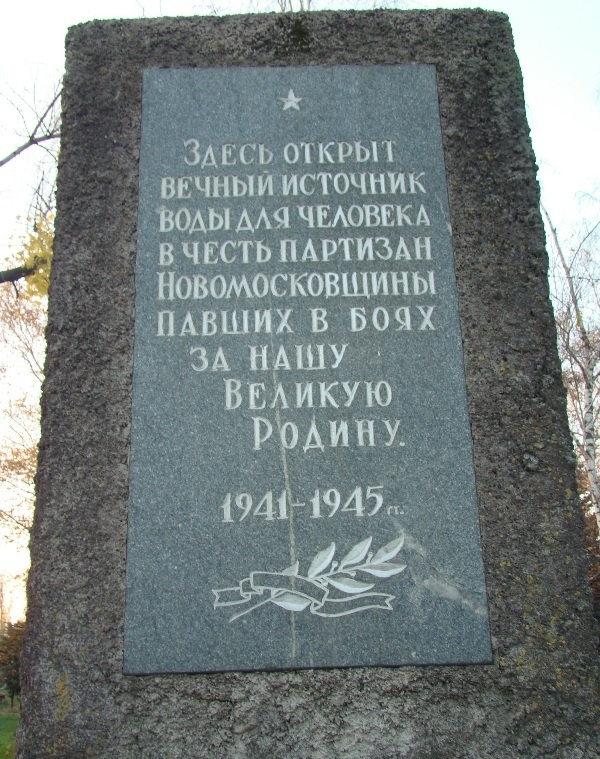 Здесь открыт
вечный источник
воды для человека
в честь партизан
Новомосковщины
павших в боях
за нашу
Великую
Родину.
1941-1945 гг.